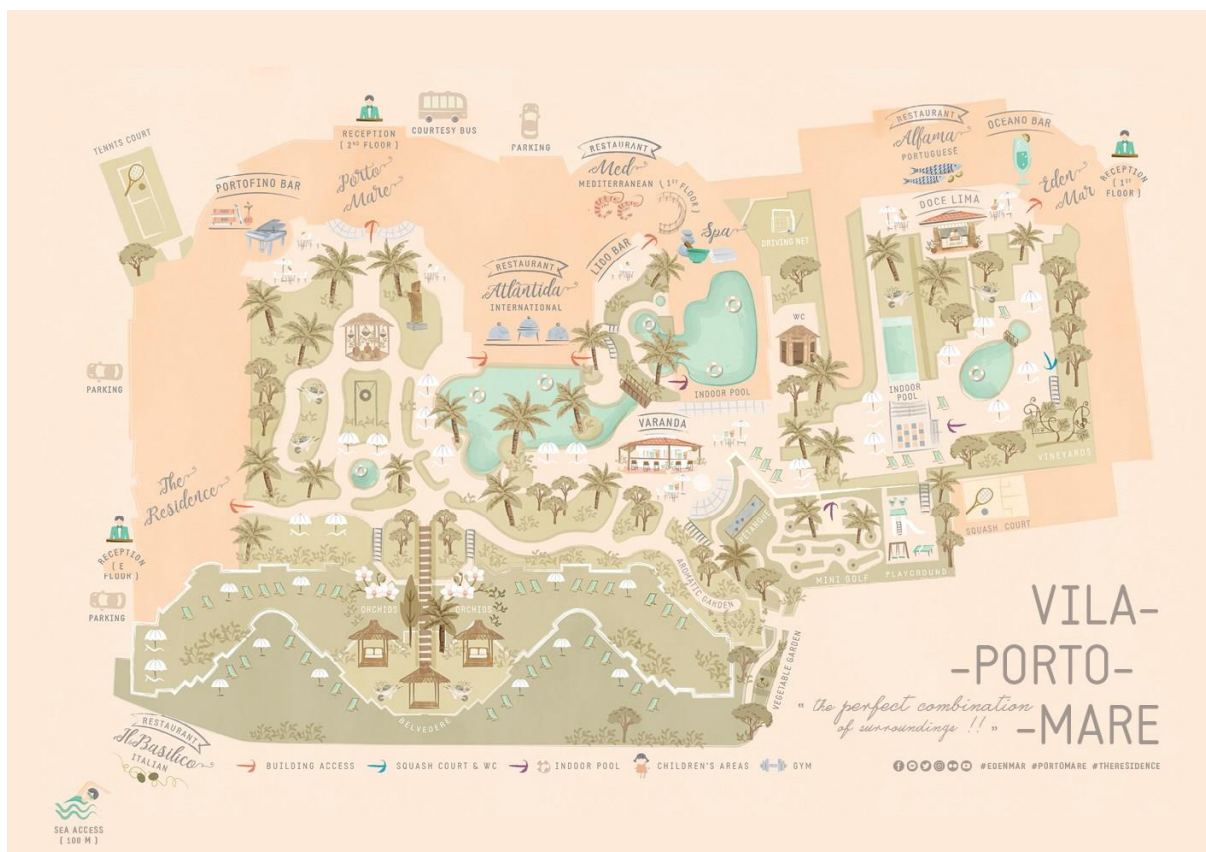 TENNIS COURT
RECEPTION
( 2ND FLOOR )
COURTESY BUS
PARKING
PORTOFINO BAR
Porto
Mare
RESTAURANT
Med
MEDITERRANEAN ( 1ST FLOOR )
Spa
LIDO BAR
DRIVING NET
RESTAURANT
Alfama
PORTUGUESE
OCEANO BAR
RECEPTION
( 1ST
FLOOR )
Eden
Mar
DOCE LIMA
RESTAURANT
Atlântida
INTERNATIONAL
WC
PARKING
INDOOR POOL
INDOOR
POOL
VARANDA
VINEYARDS
The
Residence
SQUASH COURT
PETANQUE
RECEPTION
( E
FLOOR )
PARKING
MINI GOLF
PLAYGROUND
AROMATIC GARDEN
ORCHIDS
ORCHIDS
VEGETABLE GARDEN
BELVEDERE
VILA-
-PORTO-
-MARE
" the perfect combination
of surroundings !! "
RESTAURANT
Il Basilico
ITALIAN
BUILDING ACCESS
SQUASH COURT & WC
INDOOR POOL
CHILDREN'S AREAS
GYM
#EDENMAR #PORTOMARE #THERESIDENCE
SEA ACCESS
( 100 M )